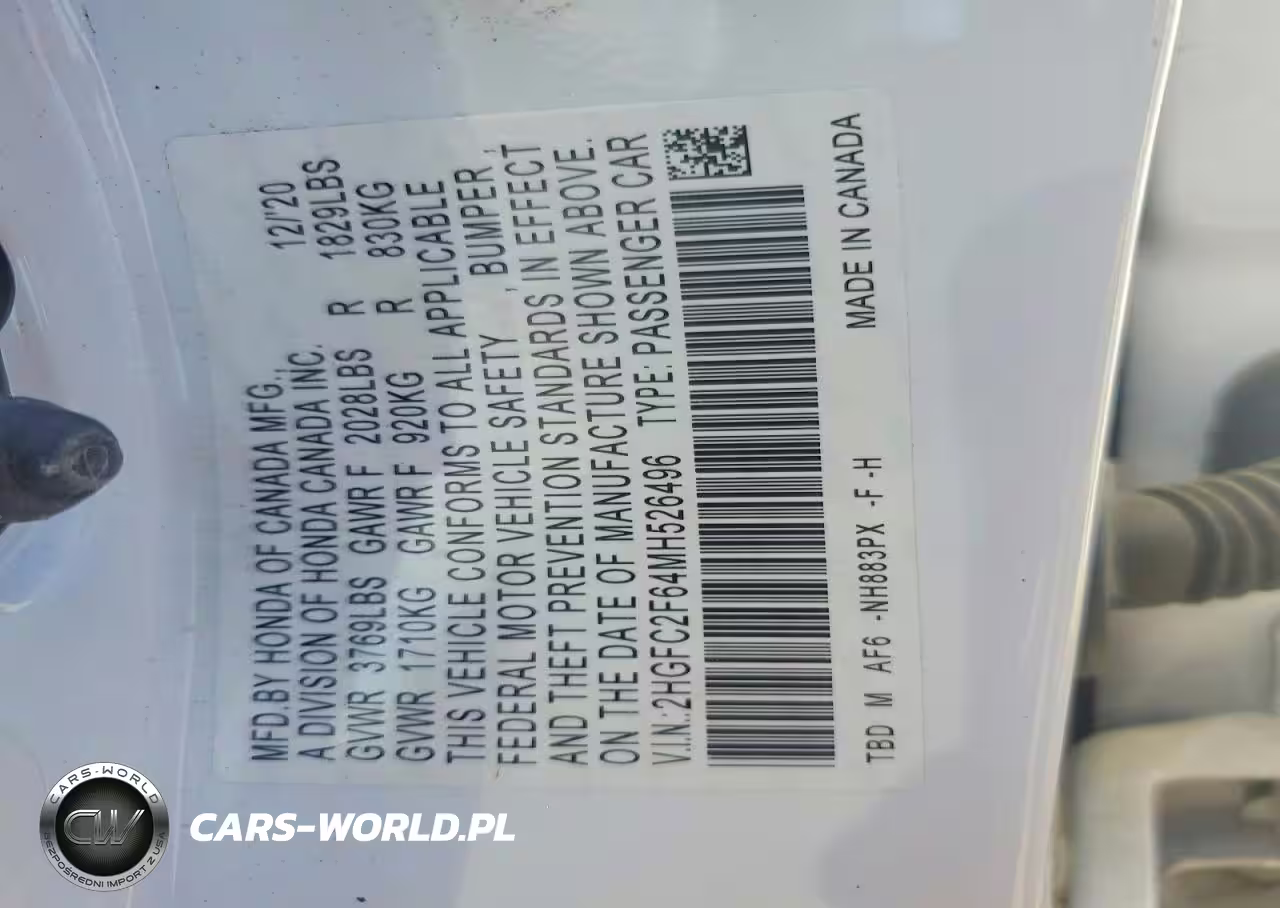 MFD.BY HONDA OF CANADA MFG., 12/'20
A DIVISION OF HONDA CANADA INC.
GVWR 3769LBS GAWR F 2028LBS R 1829LBS
GVWR 1710KG GAWR F 920KG R 830KG
THIS VEHICLE CONFORMS TO ALL APPLICABLE
FEDERAL MOTOR VEHICLE SAFETY , BUMPER ,
AND THEFT PREVENTION STANDARDS IN EFFECT
ON THE DATE OF MANUFACTURE SHOWN ABOVE.
V.I.N.:2HGFC2F64MH526496 TYPE: PASSENGER CAR
TBD M AF6 -NH883PX -F -H MADE IN CANADA
CARS-WORLD
CW
BEZPOŚREDNI IMPORT Z USA
CARS-WORLD.PL